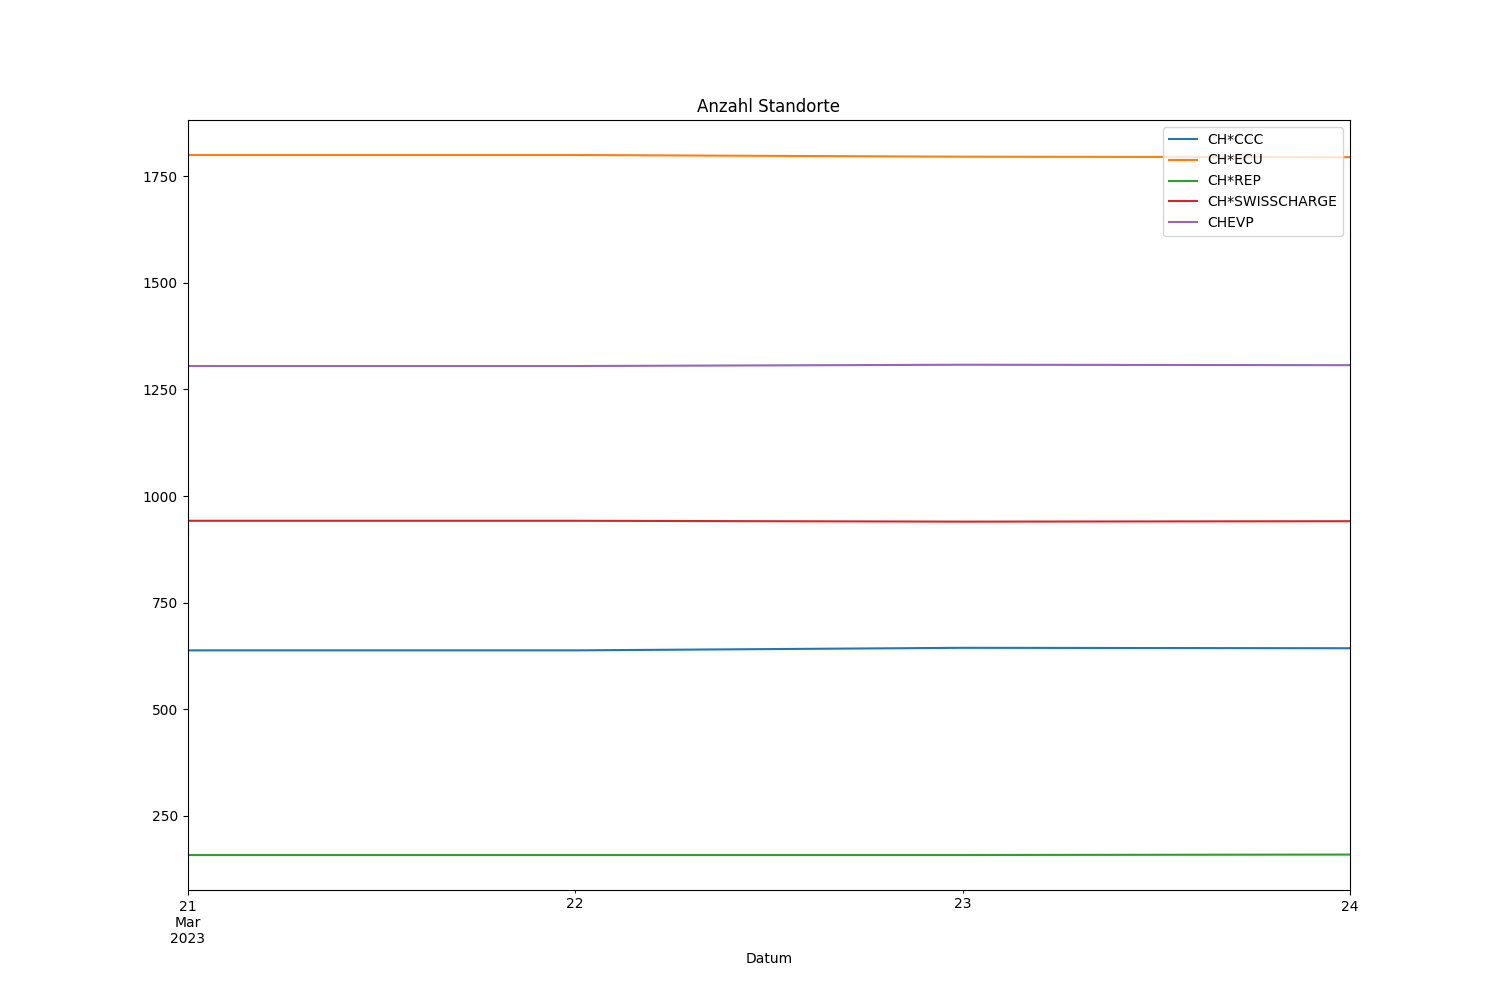 Anzahl Standorte
CH*CCC
CH*ECU
CH*REP
CH*SWISSCHARGE
CHEVP
1750
1500
1250
1000
750
500
250
21
Mar
2023
22
23
24
Datum